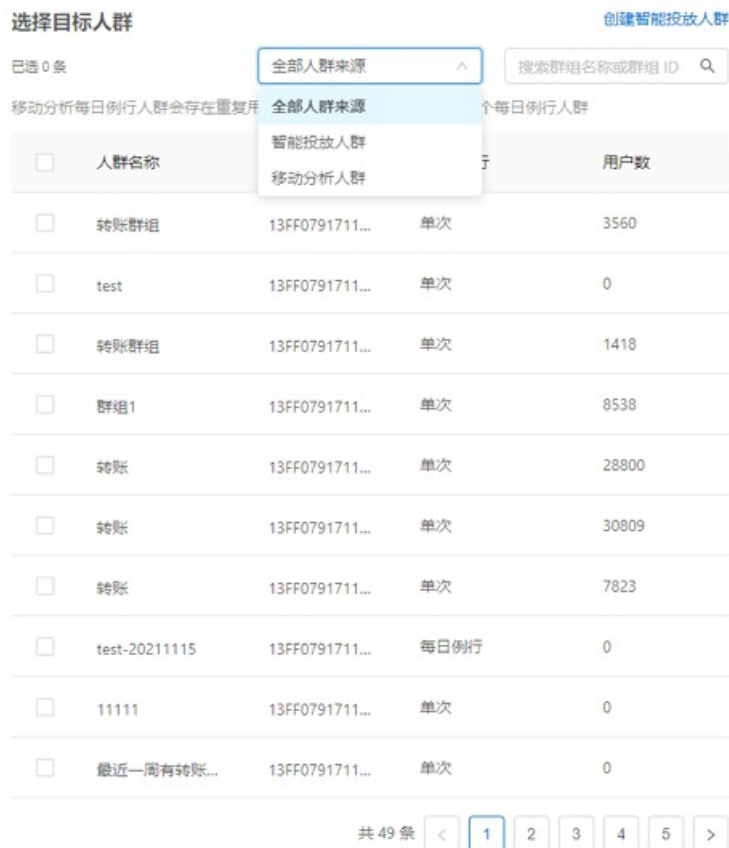 选择目标人群 创建智能投放人群
已选 0 条 全部人群来源 搜索群组名称或群组 ID
移动分析每日例行人群会存在重复用 个每日例行人群
全部人群来源
智能投放人群
移动分析人群
人群名称 用户数
转账群组 13FF0791711... 单次 3560
test 13FF0791711... 单次 0
转账群组 13FF0791711... 单次 1418
群组1 13FF0791711... 单次 8538
转账 13FF0791711... 单次 28800
转账 13FF0791711... 单次 30809
转账 13FF0791711... 单次 7823
test-20211115 13FF0791711... 每日例行 0
11111 13FF0791711... 单次 0
最近一周有转账... 13FF0791711... 单次 0
共 49 条 < 1 2 3 4 5 >